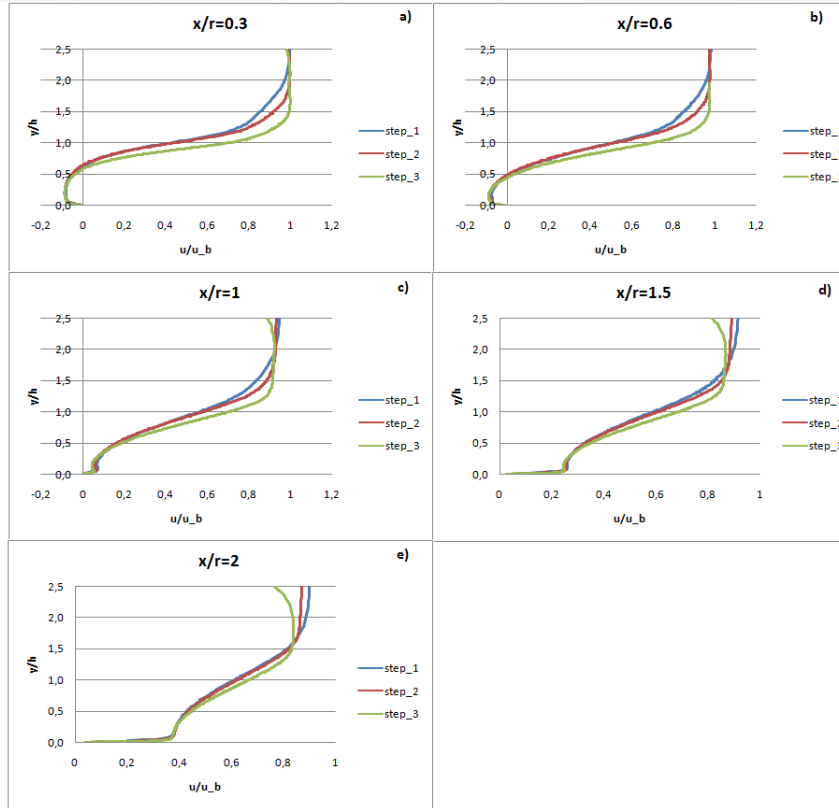 x/r=0.3
a)
2,5
2,0
1,5
1,0
0,5
0,0
y/h
-0,2 0 0,2 0,4 0,6 0,8 1 1,2
u/u_b
step_1
step_2
step_3
x/r=0.6
b)
2,5
2,0
1,5
1,0
0,5
0,0
y/h
-0,2 0 0,2 0,4 0,6 0,8 1 1,2
u/u_b
step_
step_
step_
x/r=1
c)
2,5
2,0
1,5
1,0
0,5
0,0
y/h
-0,2 0 0,2 0,4 0,6 0,8 1 1,2
u/u_b
step_1
step_2
step_3
x/r=1.5
d)
2,5
2,0
1,5
1,0
0,5
0,0
y/h
0 0,2 0,4 0,6 0,8 1
u/u_b
step_1
step_2
step_3
x/r=2
e)
2,5
2,0
1,5
1,0
0,5
0,0
y/h
0 0,2 0,4 0,6 0,8 1
u/u_b
step_1
step_2
step_3